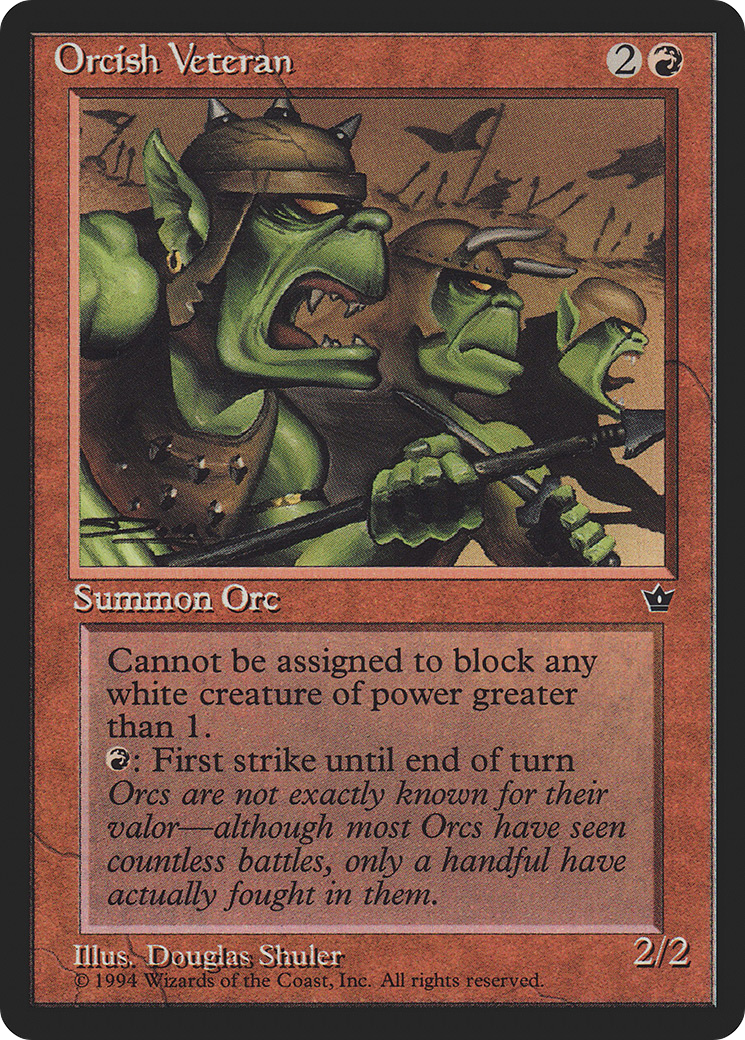 Orcish Veteran 2
Summon Orc
Cannot be assigned to block any
white creature of power greater
than 1.
: First strike until end of turn
Orcs are not exactly known for their
valor—although most Orcs have seen
countless battles, only a handful have
actually fought in them.
Illus. Douglas Shuler 2/2
© 1994 Wizards of the Coast, Inc. All rights reserved.